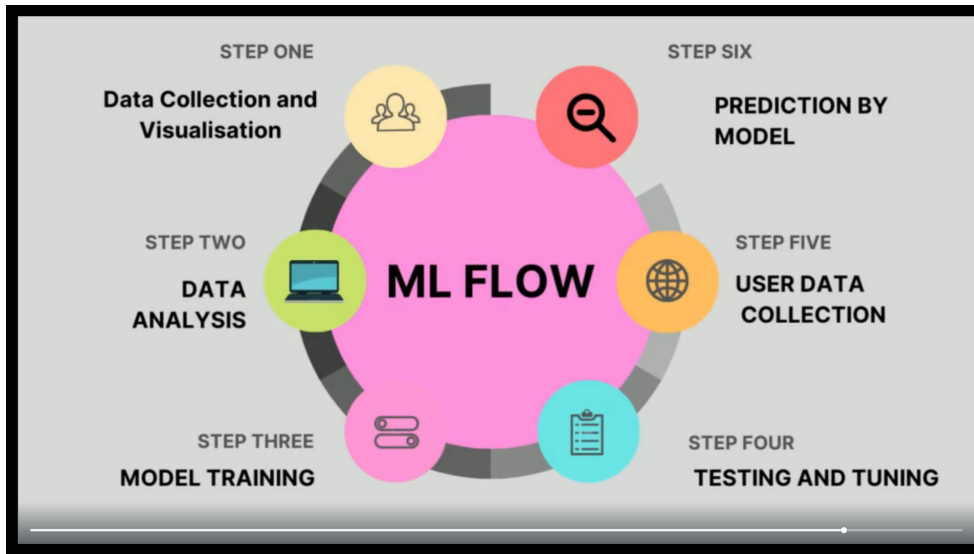 STEP ONE
Data Collection and
Visualisation
STEP TWO
DATA
ANALYSIS
STEP THREE
MODEL TRAINING
ML FLOW
STEP SIX
PREDICTION BY
MODEL
STEP FIVE
USER DATA
COLLECTION
STEP FOUR
TESTING AND TUNING